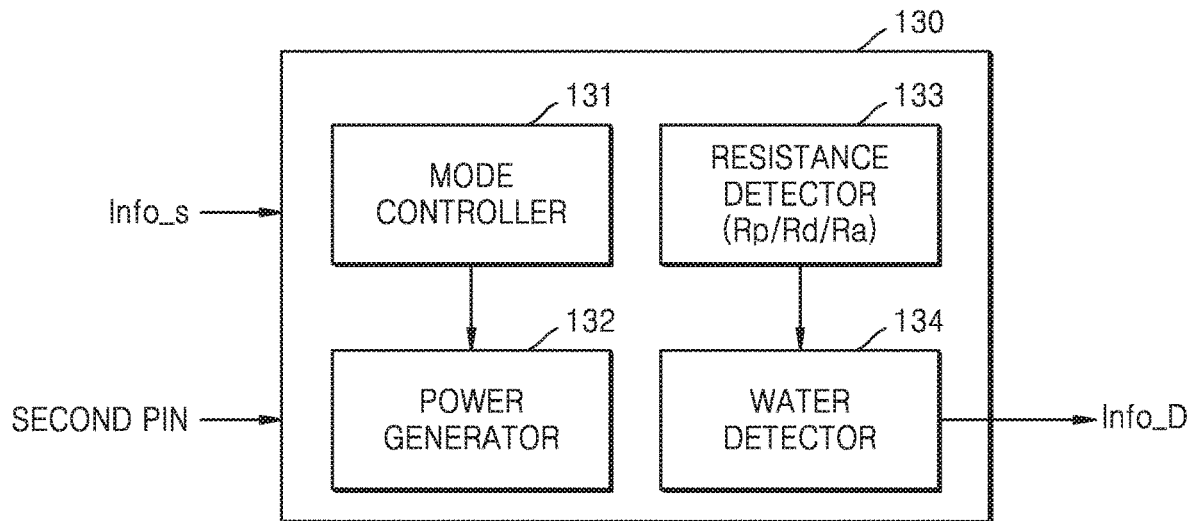 130
131
133
MODE
CONTROLLER
RESISTANCE
DETECTOR
(Rp/Rd/Ra)
Info_s
132
134
SECOND PIN
POWER
GENERATOR
WATER
DETECTOR
Info_D